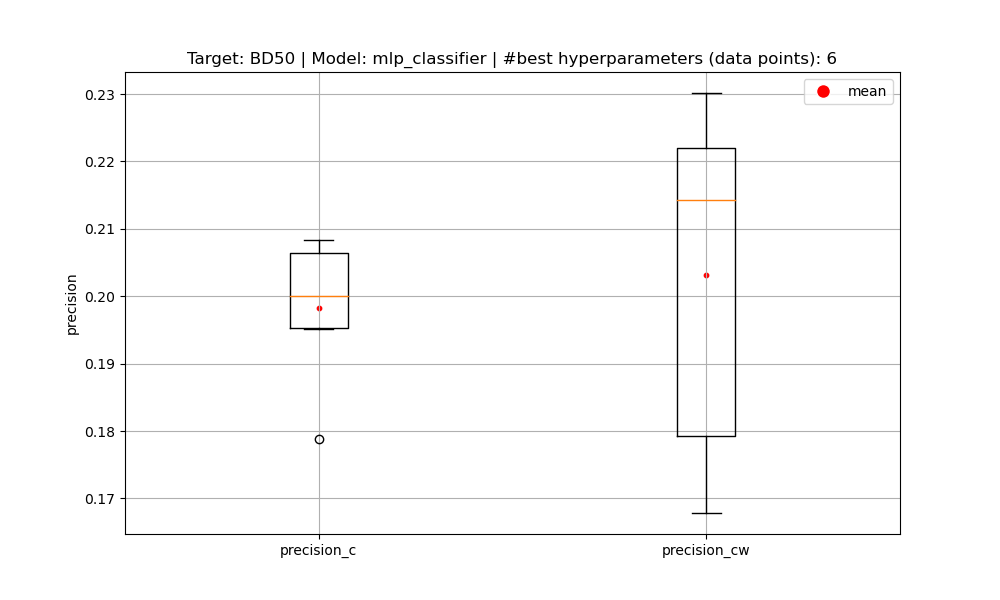 Target: BD50 | Model: mlp_classifier | #best hyperparameters (data points): 6
mean
precision
0.23
0.22
0.21
0.20
0.19
0.18
0.17
precision_c
precision_cw